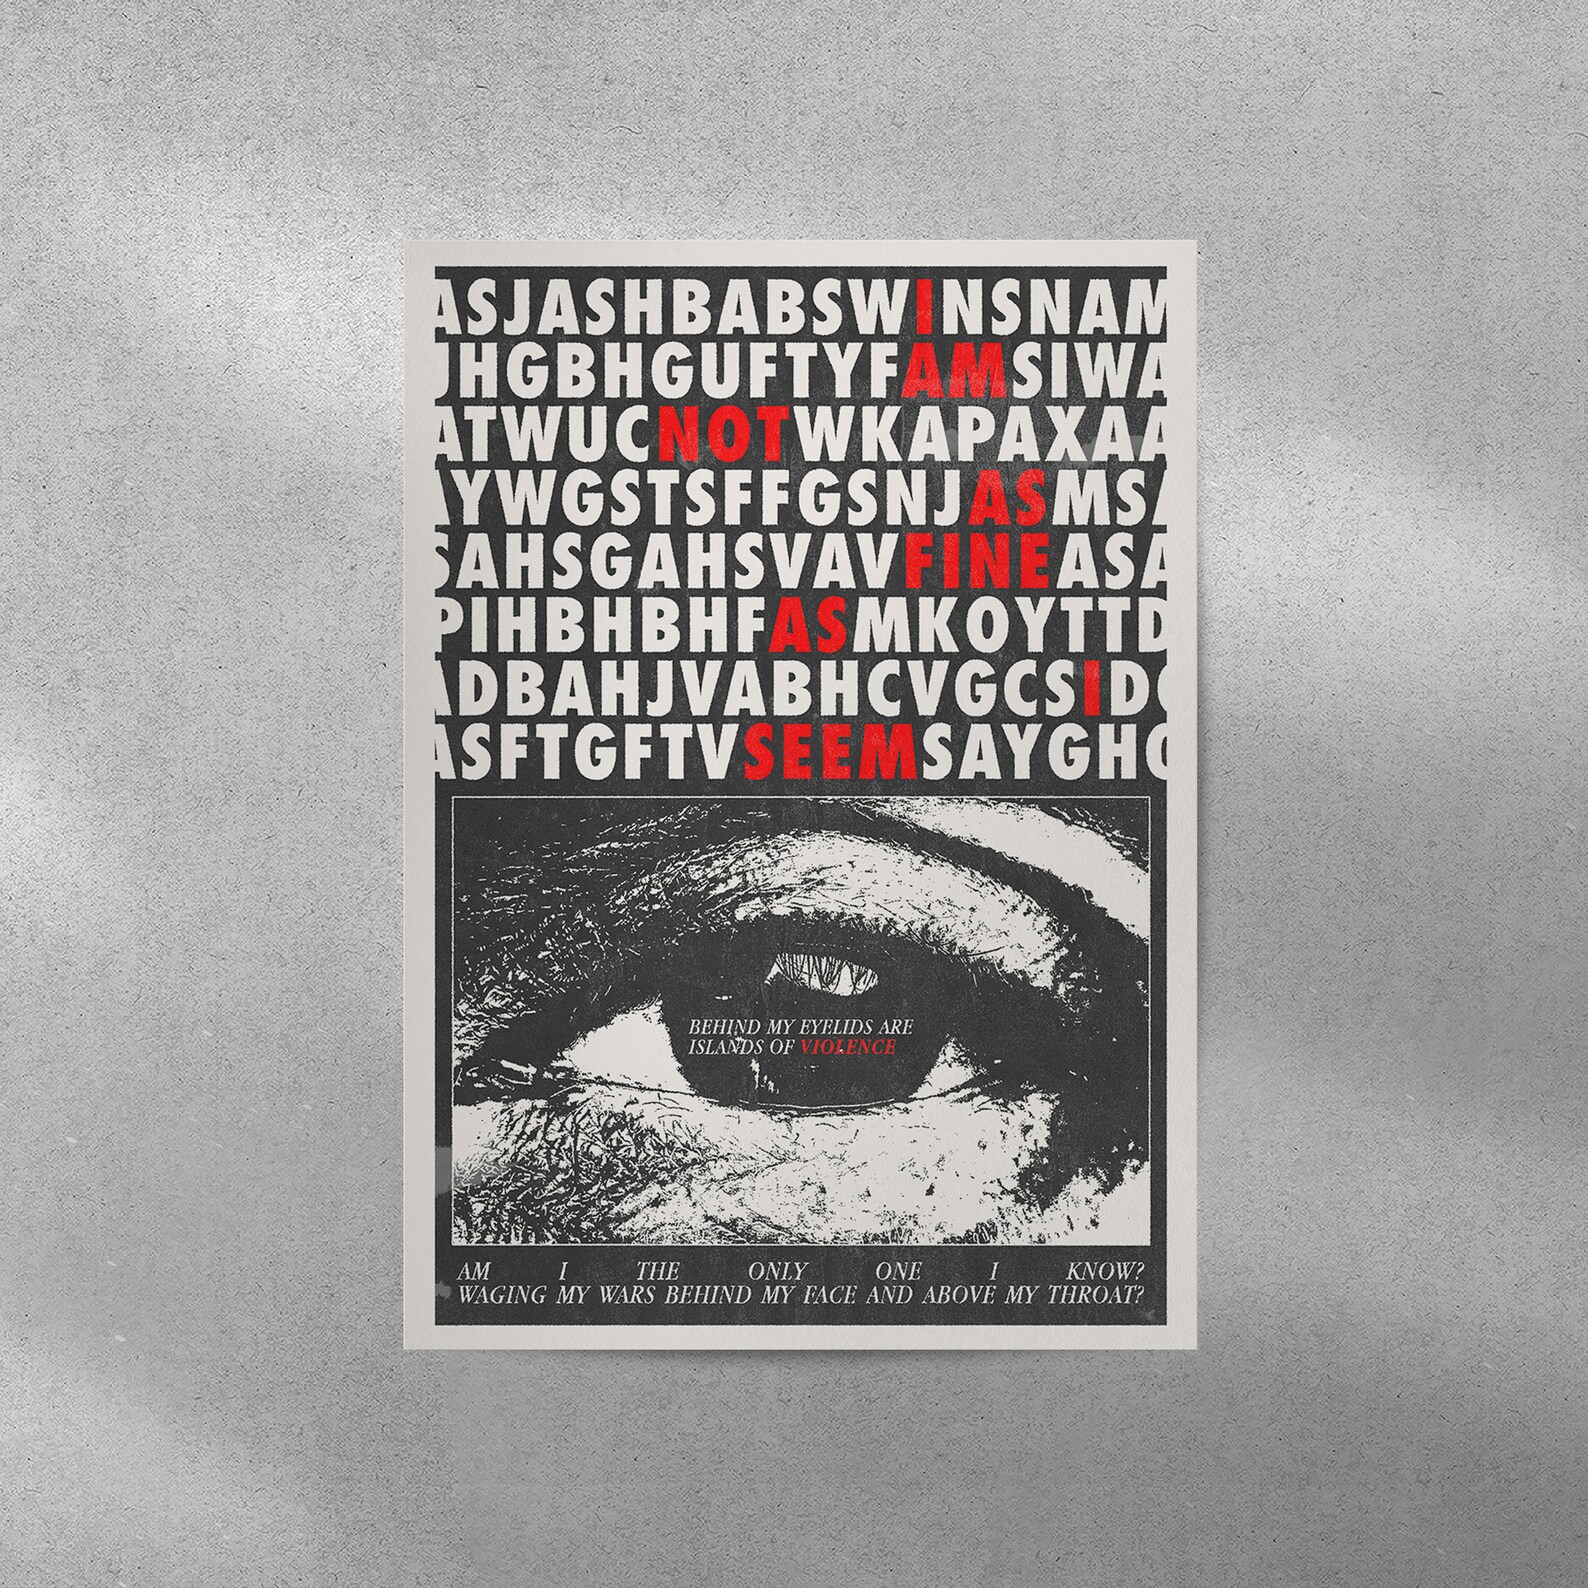 ASJASHBABSWINSNAM
JHGBHGUFTYFAMSIWA
ATWUCNOTWKAPAXAA
AYWGSTSFFGSNJASMSA
SAHSGAHSVAVFINEASA
PIHBHBHFASMKOYTTD
ADBAHJVABHCVGCSIDC
ASFTGFTVSEEMSAYGHC
BEHIND MY EYELIDS ARE
ISLANDS OF VIOLENCE
AM I THE ONLY ONE I KNOW?
WAGING MY WARS BEHIND MY FACE AND ABOVE MY THROAT?